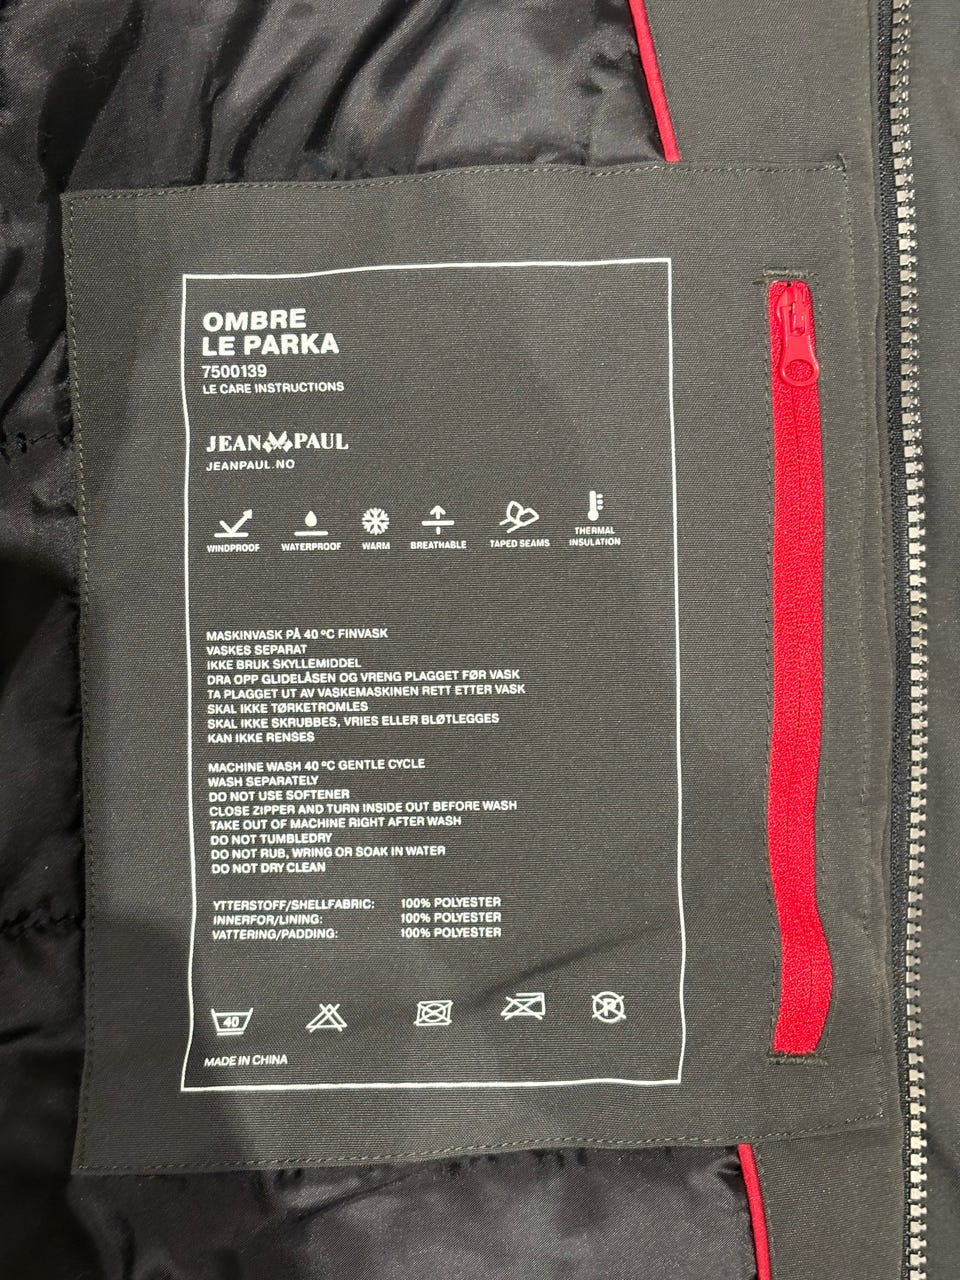 OMBRE
LE PARKA
7500139
LE CARE INSTRUCTIONS
JEAN PAUL
JEANPAUL.NO
WINDPROOF WATERPROOF WARM BREATHABLE TAPED SEAMS THERMAL INSULATION
MASKINVASK PÅ 40 ºC FINVASK
VASKES SEPARAT
IKKE BRUK SKYLLEMIDDEL
DRA OPP GLIDELÅSEN OG VRENG PLAGGET FØR VASK
TA PLAGGET UT AV VASKEMASKINEN RETT ETTER VASK
SKAL IKKE TØRKETROMLES
SKAL IKKE SKRUBBES, VRIES ELLER BLØTLEGGES
KAN IKKE RENSES
MACHINE WASH 40 ºC GENTLE CYCLE
WASH SEPARATELY
DO NOT USE SOFTENER
CLOSE ZIPPER AND TURN INSIDE OUT BEFORE WASH
TAKE OUT OF MACHINE RIGHT AFTER WASH
DO NOT TUMBLEDRY
DO NOT RUB, WRING OR SOAK IN WATER
DO NOT DRY CLEAN
YTTERSTOFF/SHELLFABRIC: 100% POLYESTER
INNERFOR/LINING: 100% POLYESTER
VATTERING/PADDING: 100% POLYESTER
40 P
MADE IN CHINA